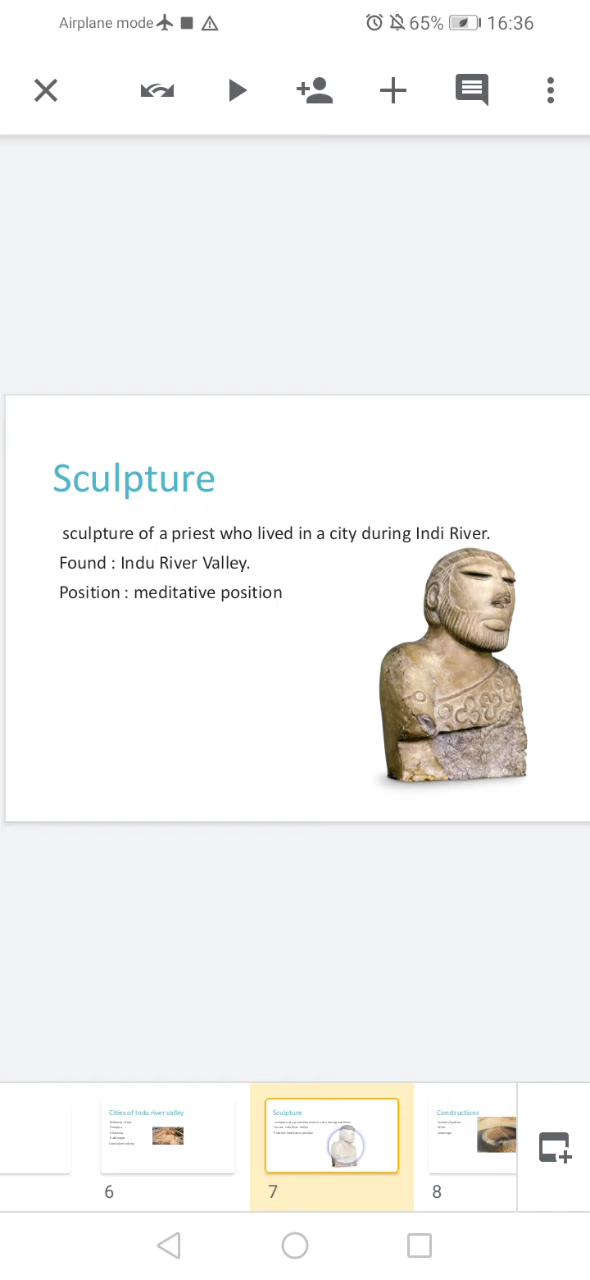 Airplane mode
65%
16:36
Sculpture
sculpture of a priest who lived in a city during Indi River.
Found : Indu River Valley.
Position : meditative position
Cities of Indu river valley
Sculpture
Constructions
6
7
8